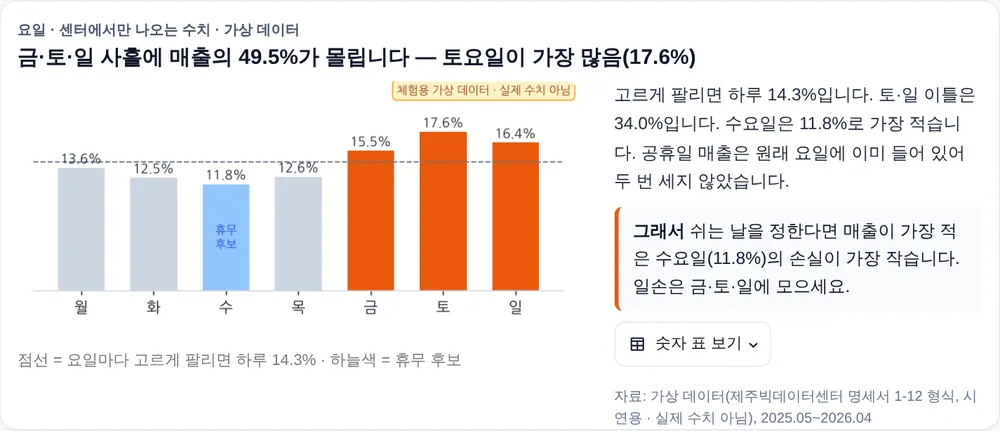 요일 · 센터에서만 나오는 수치 · 가상 데이터
금·토·일 사흘에 매출의 49.5%가 몰립니다 — 토요일이 가장 많음(17.6%)
체험용 가상 데이터 · 실제 수치 아님
13.6%
12.5%
11.8%
12.6%
15.5%
17.6%
16.4%
휴무
후보
월
화
수
목
금
토
일
점선 = 요일마다 고르게 팔리면 하루 14.3% · 하늘색 = 휴무 후보
고르게 팔리면 하루 14.3%입니다. 토·일 이틀은
34.0%입니다. 수요일은 11.8%로 가장 적습니
다. 공휴일 매출은 원래 요일에 이미 들어 있어
두 번 세지 않았습니다.
그래서 쉬는 날을 정한다면 매출이 가장 적
은 수요일(11.8%)의 손실이 가장 작습니다.
일손은 금·토·일에 모으세요.
숫자 표 보기
자료: 가상 데이터(제주빅데이터센터 명세서 1-12 형식, 시
연용 · 실제 수치 아님), 2025.05~2026.04